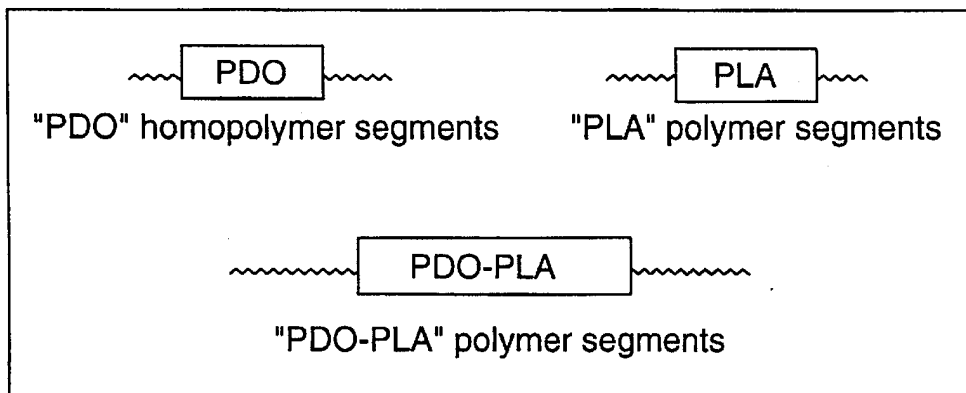 PDO
PLA
"PDO" homopolymer segments
"PLA" polymer segments
PDO-PLA
"PDO-PLA" polymer segments